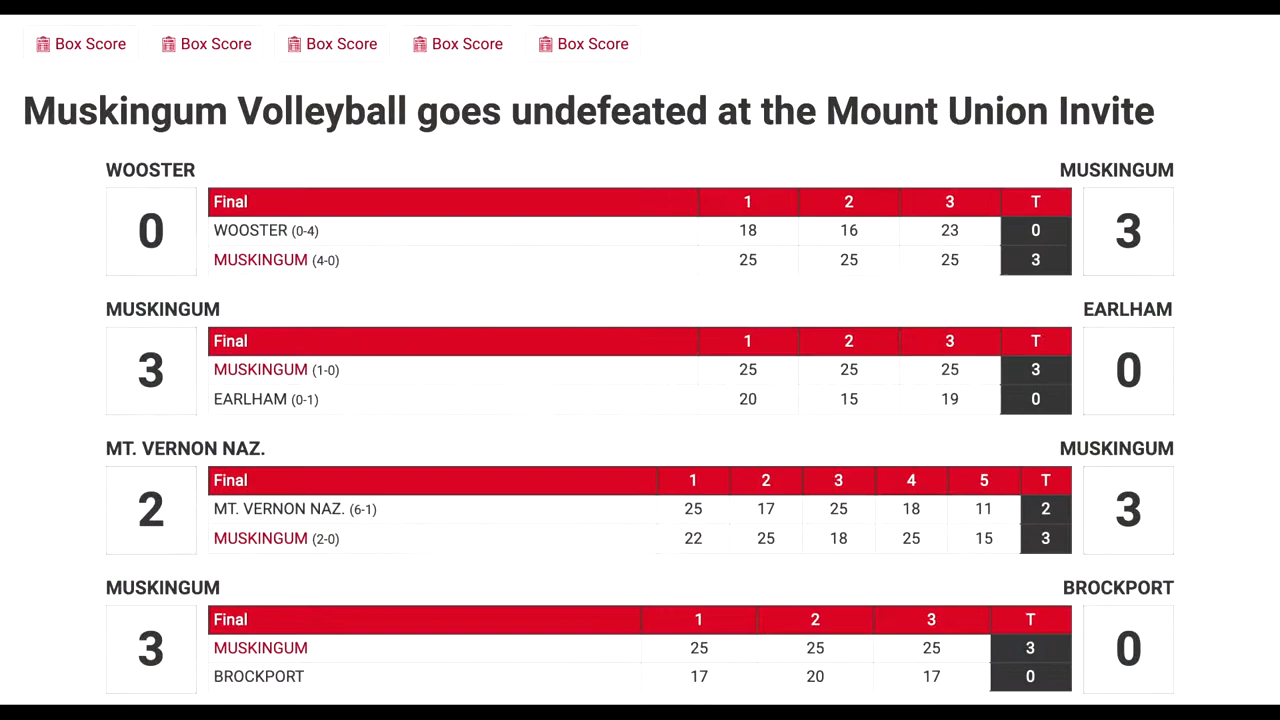 Box Score Box Score Box Score Box Score Box Score
Muskingum Volleyball goes undefeated at the Mount Union Invite
WOOSTER MUSKINGUM
0 3
Final 1 2 3 T
WOOSTER (0-4) 18 16 23 0
MUSKINGUM (4-0) 25 25 25 3
MUSKINGUM EARLHAM
3 0
Final 1 2 3 T
MUSKINGUM (1-0) 25 25 25 3
EARLHAM (0-1) 20 15 19 0
MT. VERNON NAZ. MUSKINGUM
2 3
Final 1 2 3 4 5 T
MT. VERNON NAZ. (6-1) 25 17 25 18 11 2
MUSKINGUM (2-0) 22 25 18 25 15 3
MUSKINGUM BROCKPORT
3 0
Final 1 2 3 T
MUSKINGUM 25 25 25 3
BROCKPORT 17 20 17 0